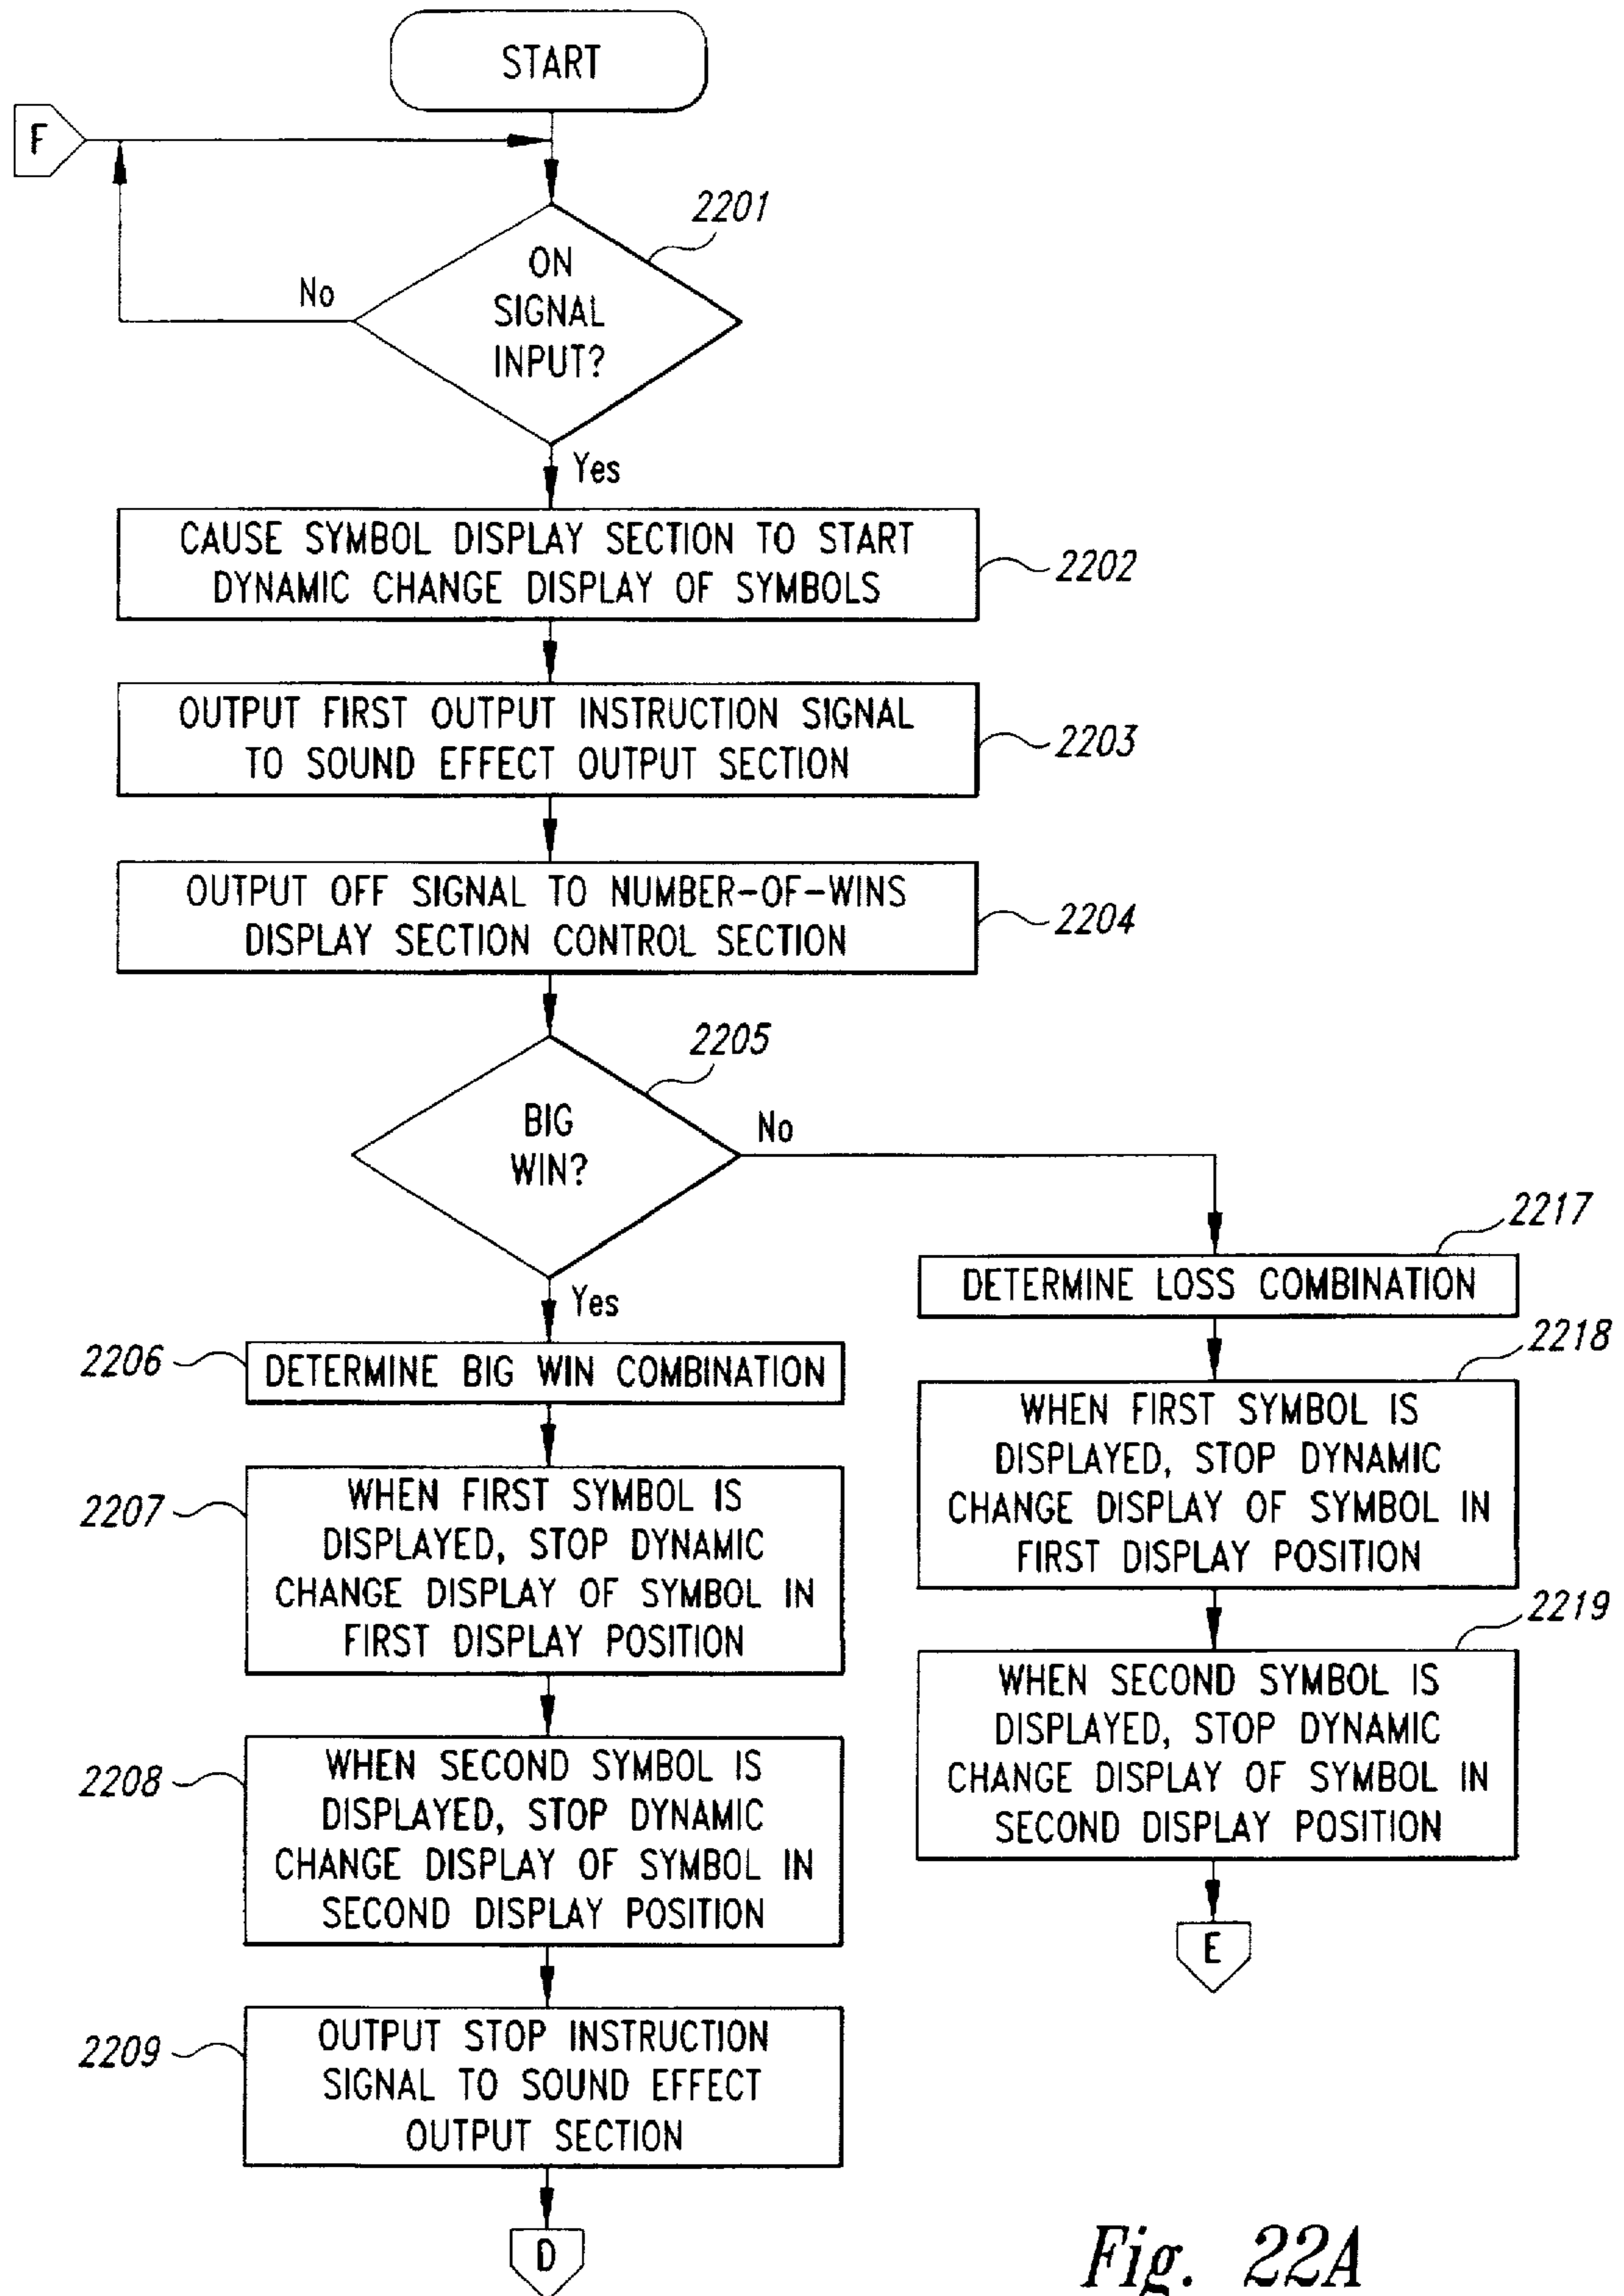 START
F
2201
ON
SIGNAL
INPUT?
No
Yes
CAUSE SYMBOL DISPLAY SECTION TO START
DYNAMIC CHANGE DISPLAY OF SYMBOLS
2202
OUTPUT FIRST OUTPUT INSTRUCTION SIGNAL
TO SOUND EFFECT OUTPUT SECTION
2203
OUTPUT OFF SIGNAL TO NUMBER-OF-WINS
DISPLAY SECTION CONTROL SECTION
2204
2205
BIG
WIN?
No
Yes
2206
DETERMINE BIG WIN COMBINATION
2207
WHEN FIRST SYMBOL IS
DISPLAYED, STOP DYNAMIC
CHANGE DISPLAY OF SYMBOL IN
FIRST DISPLAY POSITION
2208
WHEN SECOND SYMBOL IS
DISPLAYED, STOP DYNAMIC
CHANGE DISPLAY OF SYMBOL IN
SECOND DISPLAY POSITION
2209
OUTPUT STOP INSTRUCTION
SIGNAL TO SOUND EFFECT
OUTPUT SECTION
D
2217
DETERMINE LOSS COMBINATION
2218
WHEN FIRST SYMBOL IS
DISPLAYED, STOP DYNAMIC
CHANGE DISPLAY OF SYMBOL IN
FIRST DISPLAY POSITION
2219
WHEN SECOND SYMBOL IS
DISPLAYED, STOP DYNAMIC
CHANGE DISPLAY OF SYMBOL IN
SECOND DISPLAY POSITION
E
Fig. 22A